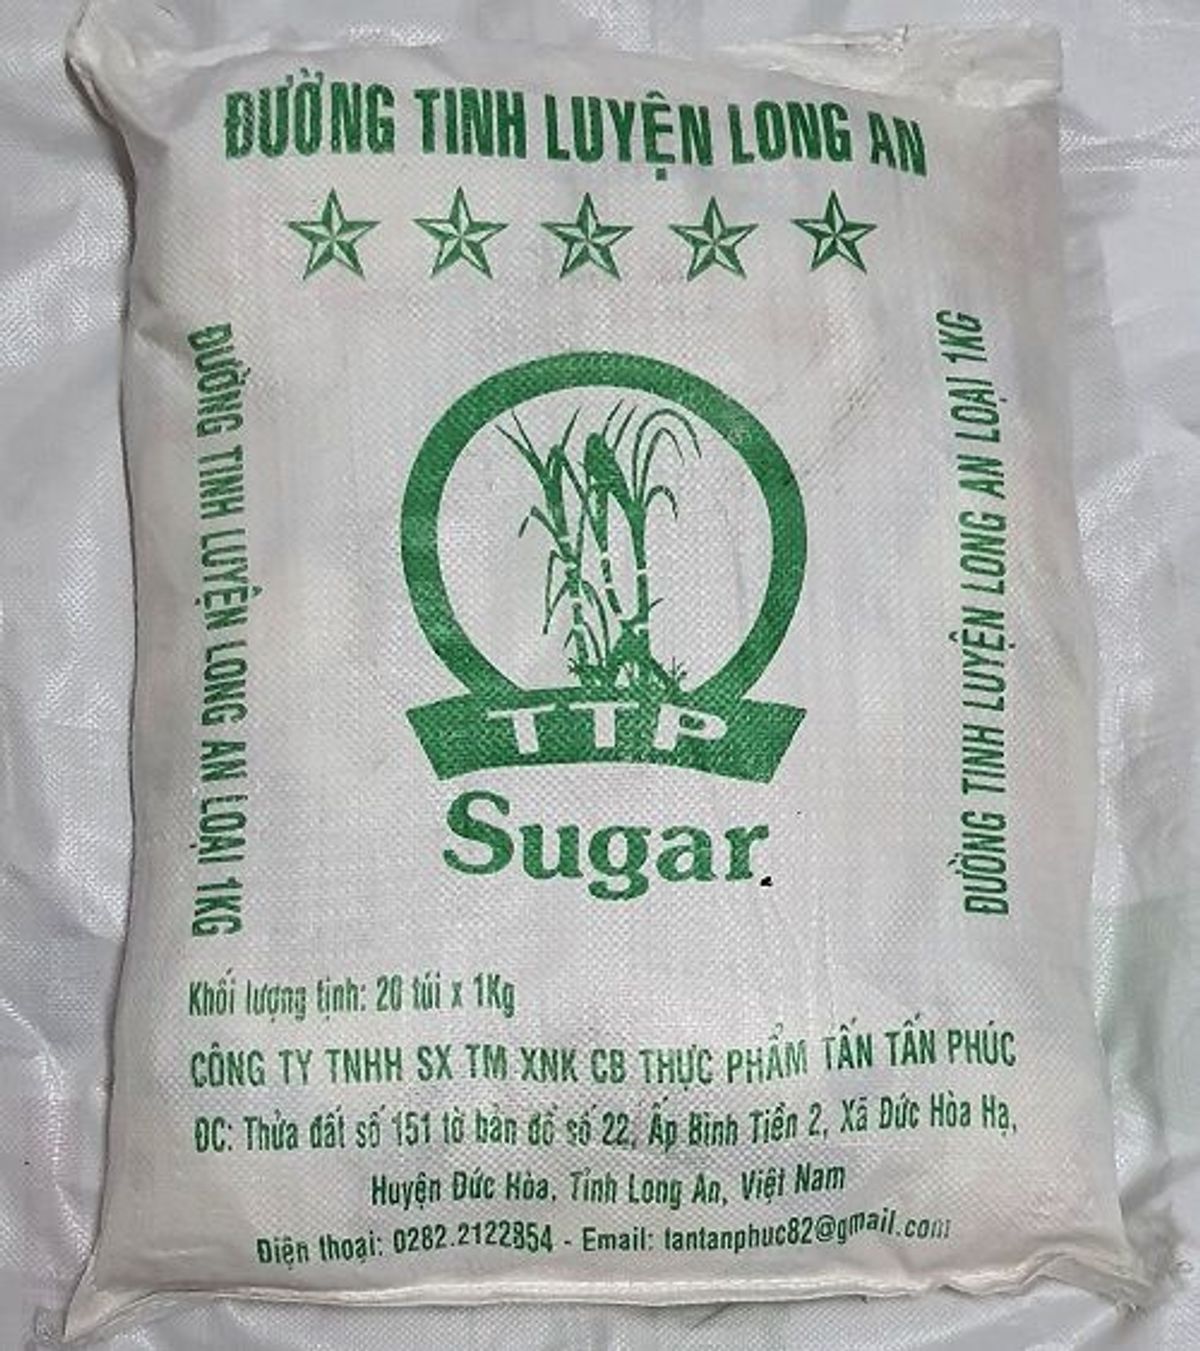 ĐƯỜNG TINH LUYỆN LONG AN
ĐƯỜNG TINH LUYỆN LONG AN LOẠI 1KG
ĐƯỜNG TINH LUYỆN LONG AN LOẠI 1KG
TTP
Sugar
Khối lượng tịnh: 20 túi x 1Kg
CÔNG TY TNHH SX TM XNK CB THỰC PHẨM TẤN TẤN PHÚC
ĐC: Thửa đất số 151 tờ bản đồ số 22, Ấp Bình Tiền 2, Xã Đức Hòa Hạ,
Huyện Đức Hòa, Tỉnh Long An, Việt Nam
Điện thoại: 0282.2122854 - Email: tantanphuc82@gmail.com